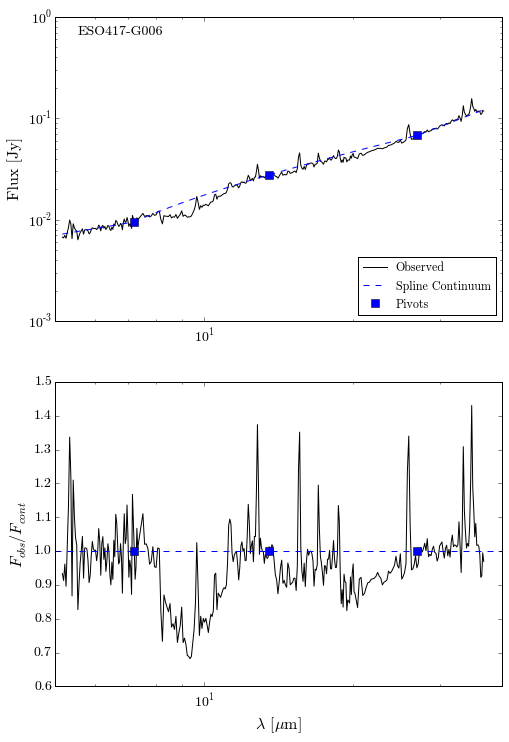 10^0
ESO417-G006
10^-1
Flux [Jy]
10^-2
Observed
Spline Continuum
Pivots
10^-3
10^1
1.5
1.4
1.3
1.2
1.1
F_obs/F_cont
1.0
0.9
0.8
0.7
0.6
10^1
λ [μm]